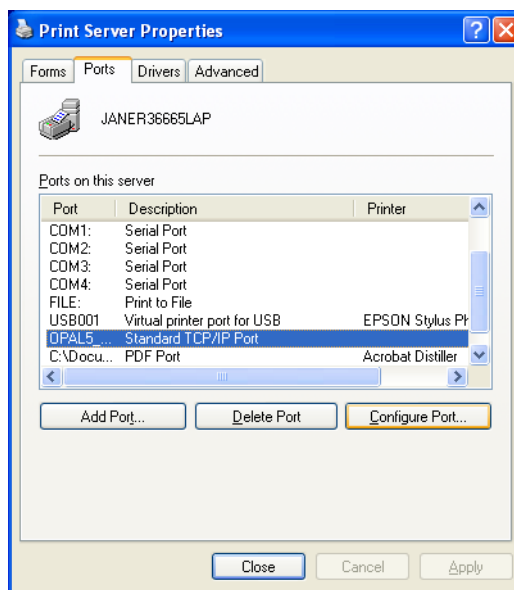 Print Server Properties
Forms Ports Drivers Advanced
JANER36665LAP
Ports on this server
Port Description Printer
COM1: Serial Port
COM2: Serial Port
COM3: Serial Port
COM4: Serial Port
FILE: Print to File
USB001 Virtual printer port for USB EPSON Stylus Ph
OPAL5_... Standard TCP/IP Port
C:\Docu... PDF Port Acrobat Distiller
Add Port... Delete Port Configure Port...
Close Cancel Apply